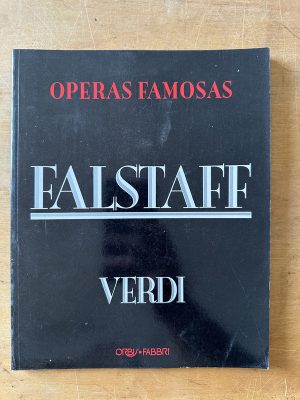 OPERAS FAMOSAS
FALSTAFF
VERDI
ORBIS•FABBRI